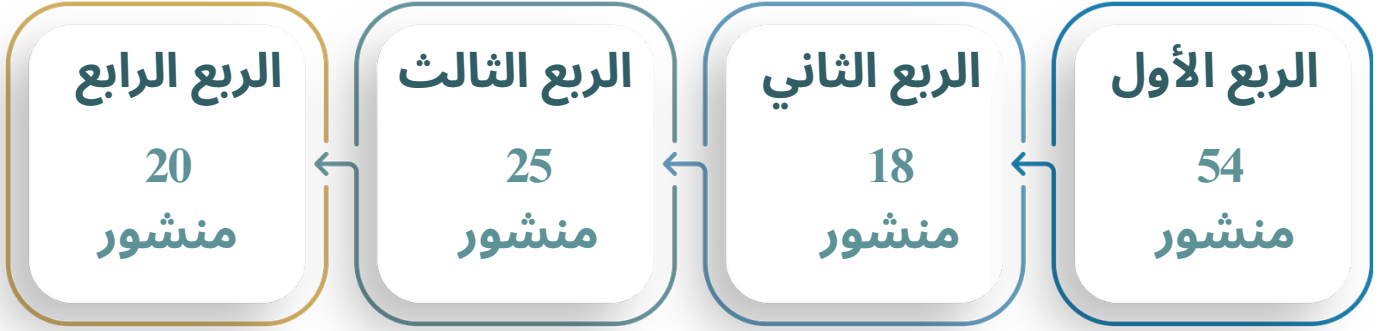 الربع الأول
54
منشور
الربع الثاني
18
منشور
الربع الثالث
25
منشور
الربع الرابع
20
منشور